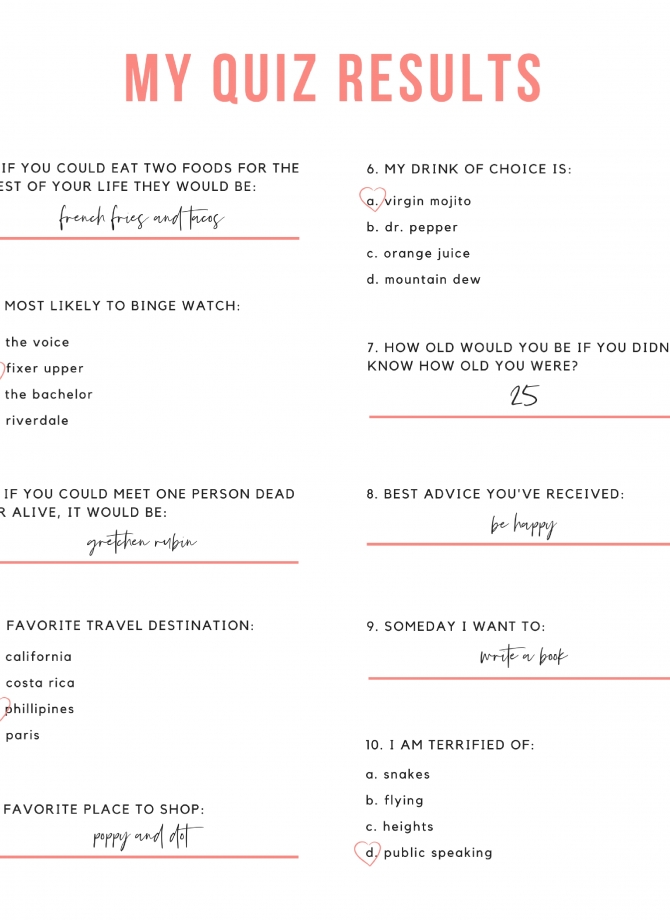 MY QUIZ RESULTS
IF YOU COULD EAT TWO FOODS FOR THE
EST OF YOUR LIFE THEY WOULD BE:
french fries and tacos
MOST LIKELY TO BINGE WATCH:
the voice
fixer upper
the bachelor
riverdale
IF YOU COULD MEET ONE PERSON DEAD
R ALIVE, IT WOULD BE:
gretchen rubin
FAVORITE TRAVEL DESTINATION:
california
costa rica
phillipines
paris
FAVORITE PLACE TO SHOP:
poppy and dot
6. MY DRINK OF CHOICE IS:
a. virgin mojito
b. dr. pepper
c. orange juice
d. mountain dew
7. HOW OLD WOULD YOU BE IF YOU DIDN
KNOW HOW OLD YOU WERE?
25
8. BEST ADVICE YOU'VE RECEIVED:
be happy
9. SOMEDAY I WANT TO:
write a book
10. I AM TERRIFIED OF:
a. snakes
b. flying
c. heights
d. public speaking